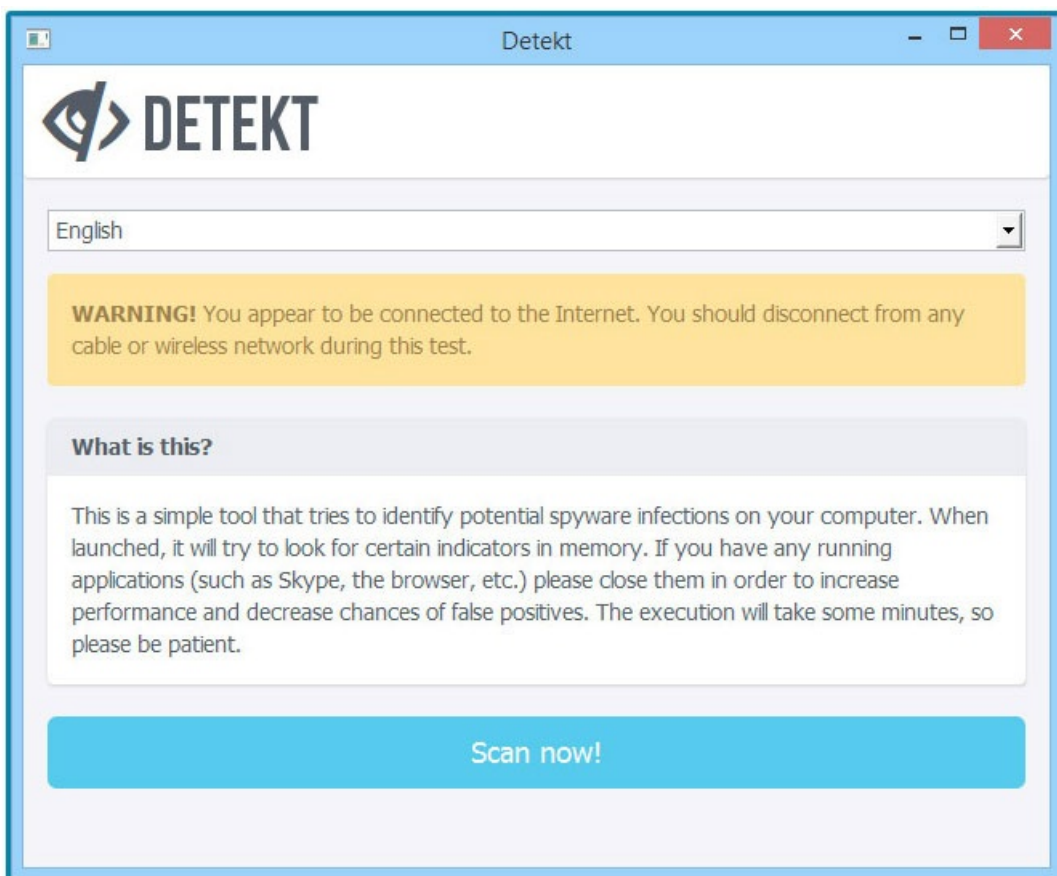 Detekt
DETEKT
English
WARNING! You appear to be connected to the Internet. You should disconnect from any
cable or wireless network during this test.
What is this?
This is a simple tool that tries to identify potential spyware infections on your computer. When
launched, it will try to look for certain indicators in memory. If you have any running
applications (such as Skype, the browser, etc.) please close them in order to increase
performance and decrease chances of false positives. The execution will take some minutes, so
please be patient.
Scan now!